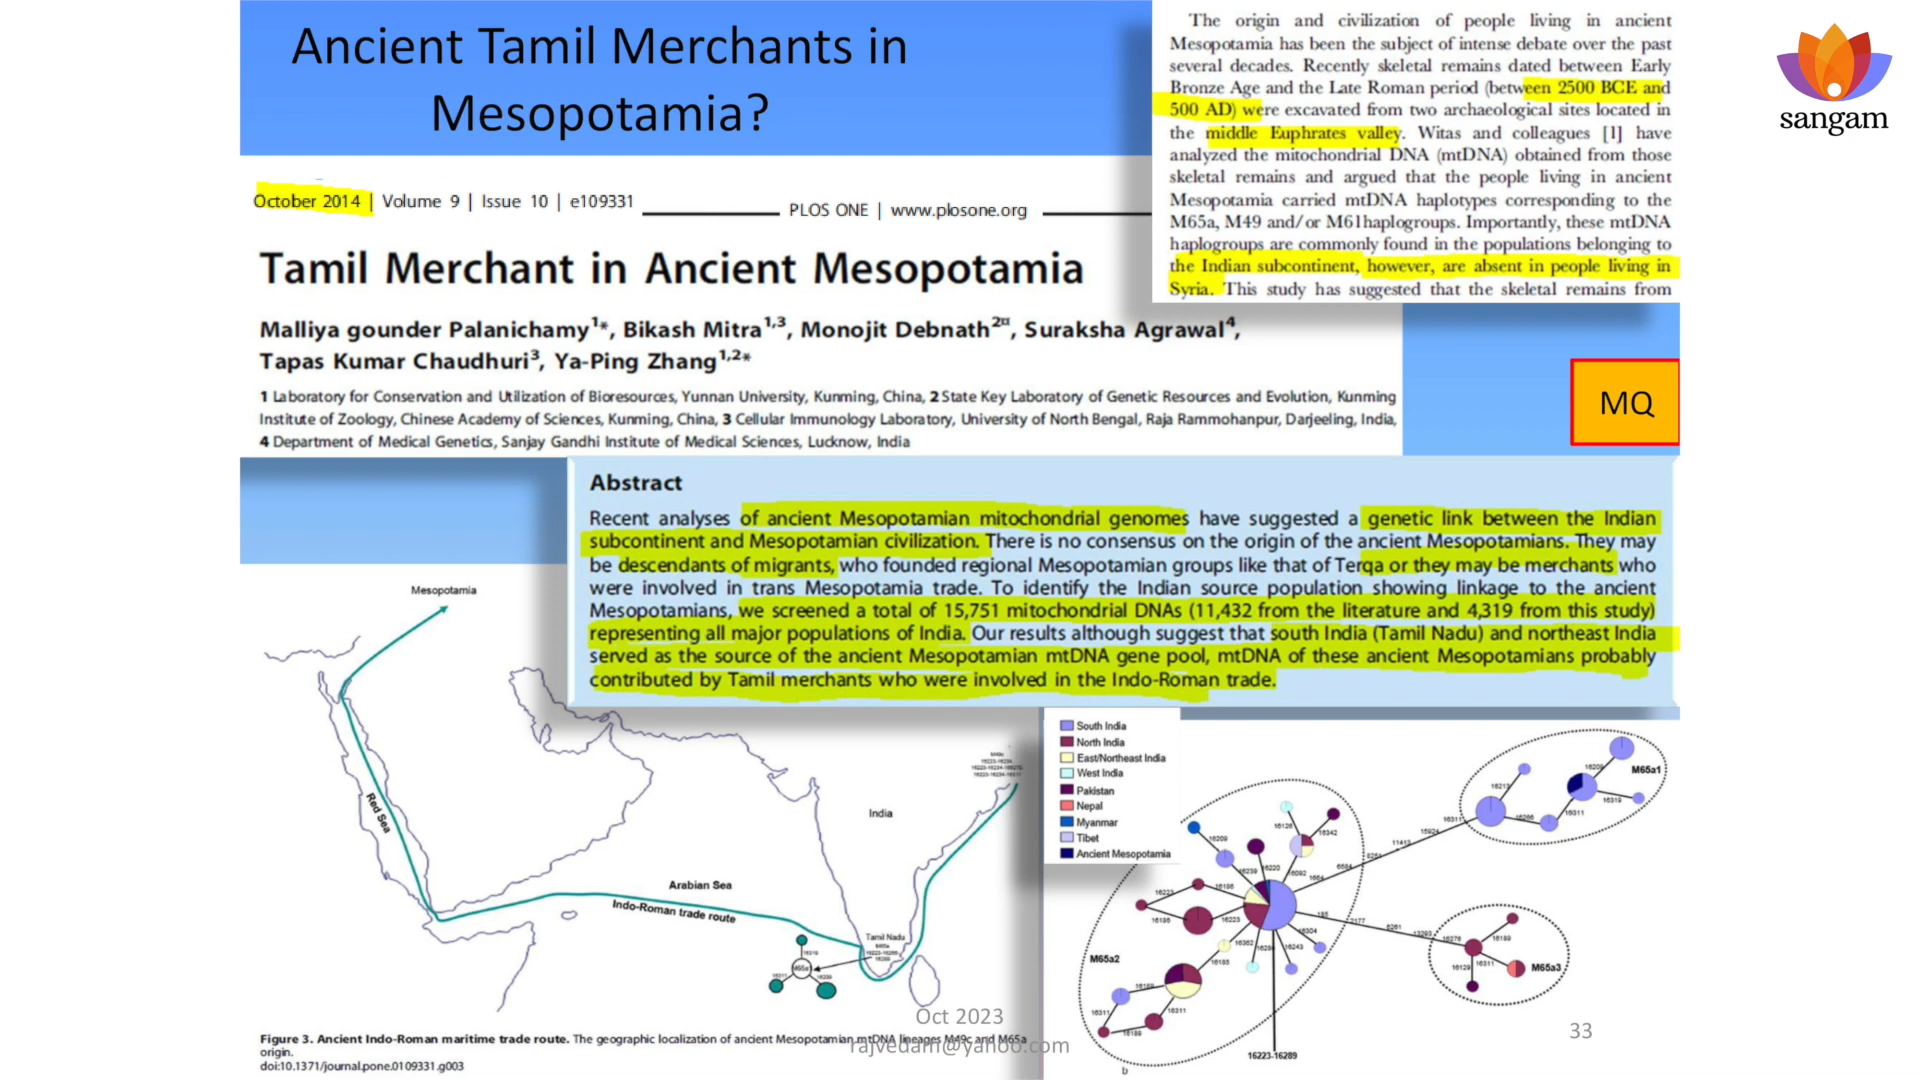 Ancient Tamil Merchants in
Mesopotamia?
The origin and civilization of people living in ancient
Mesopotamia has been the subject of intense debate over the past
several decades. Recently skeletal remains dated between Early
Bronze Age and the Late Roman period (between 2500 BCE and
500 AD) were excavated from two archaeological sites located in
the middle Euphrates valley. Witas and colleagues [1] have
analyzed the mitochondrial DNA (mtDNA) obtained from those
skeletal remains and argued that the people living in ancient
Mesopotamia carried mtDNA haplotypes corresponding to the
M65a, M49 and/or M61haplogroups. Importantly, these mtDNA
haplogroups are commonly found in the populations belonging to
the Indian subcontinent, however, are absent in people living in
Syria. This study has suggested that the skeletal remains from
sangam
October 2014 | Volume 9 | Issue 10 | e109331
PLOS ONE | www.plosone.org
Tamil Merchant in Ancient Mesopotamia
Malliya gounder Palanichamy1*, Bikash Mitra1,3, Monojit Debnath2¤, Suraksha Agrawal4,
Tapas Kumar Chaudhuri3, Ya-Ping Zhang1,2*
1 Laboratory for Conservation and Utilization of Bioresources, Yunnan University, Kunming, China, 2 State Key Laboratory of Genetic Resources and Evolution, Kunming
Institute of Zoology, Chinese Academy of Sciences, Kunming, China, 3 Cellular Immunology Laboratory, University of North Bengal, Raja Rammohanpur, Darjeeling, India,
4 Department of Medical Genetics, Sanjay Gandhi Institute of Medical Sciences, Lucknow, India
MQ
Abstract
Recent analyses of ancient Mesopotamian mitochondrial genomes have suggested a genetic link between the Indian
subcontinent and Mesopotamian civilization. There is no consensus on the origin of the ancient Mesopotamians. They may
be descendants of migrants, who founded regional Mesopotamian groups like that of Terqa or they may be merchants who
were involved in trans Mesopotamia trade. To identify the Indian source population showing linkage to the ancient
Mesopotamians, we screened a total of 15,751 mitochondrial DNAs (11,432 from the literature and 4,319 from this study)
representing all major populations of India. Our results although suggest that south India (Tamil Nadu) and northeast India
served as the source of the ancient Mesopotamian mtDNA gene pool, mtDNA of these ancient Mesopotamians probably
contributed by Tamil merchants who were involved in the Indo-Roman trade.
Mesopotamia
Red Sea
India
Arabian Sea
Indo-Roman trade route
Tamil Nadu
M65a
South India
North India
East/Northeast India
West India
Pakistan
Nepal
Myanmar
Tibet
Ancient Mesopotamia
M65a1
M65a2
M65a3
16223-16289
b
Figure 3. Ancient Indo-Roman maritime trade route. The geographic localization of ancient Mesopotamian mtDNA lineages M49c and M65a
origin.
doi:10.1371/journal.pone.0109331.g003
Oct 2023
rajvedam@yahoo.com
33